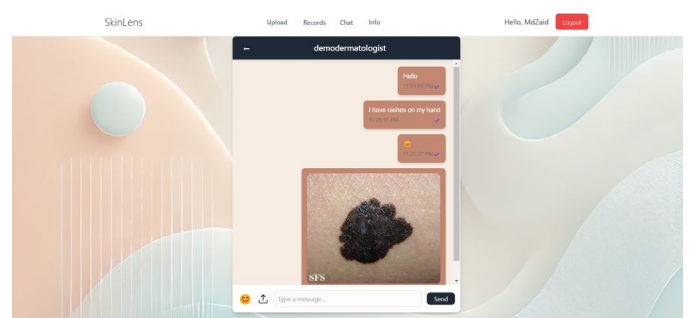 SkinLens
Upload Records Chat Info
Hello, MdZaid
Logout
←
demodermatologist
Hello
I have rashes on my hand
SFS
Type a message...
Send